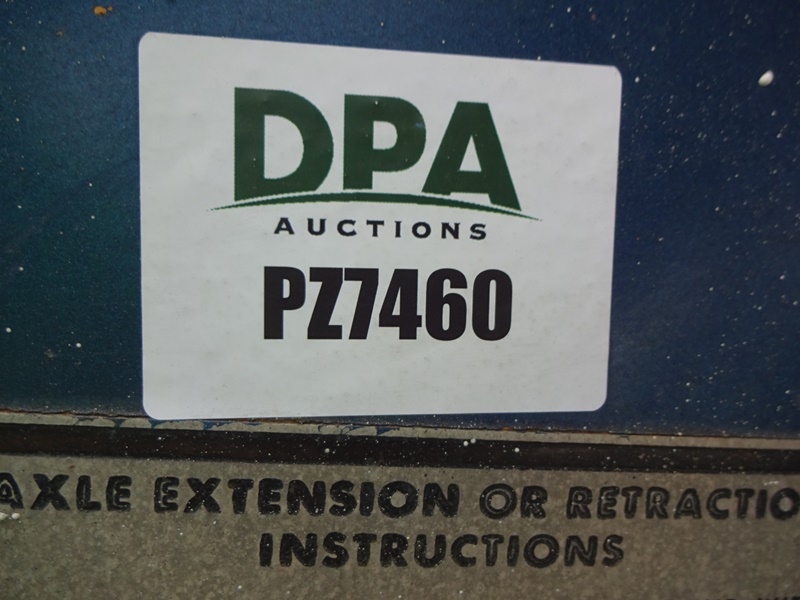 DPA
AUCTIONS
PZ7460
AXLE EXTENSION OR RETRACTIO
INSTRUCTIONS